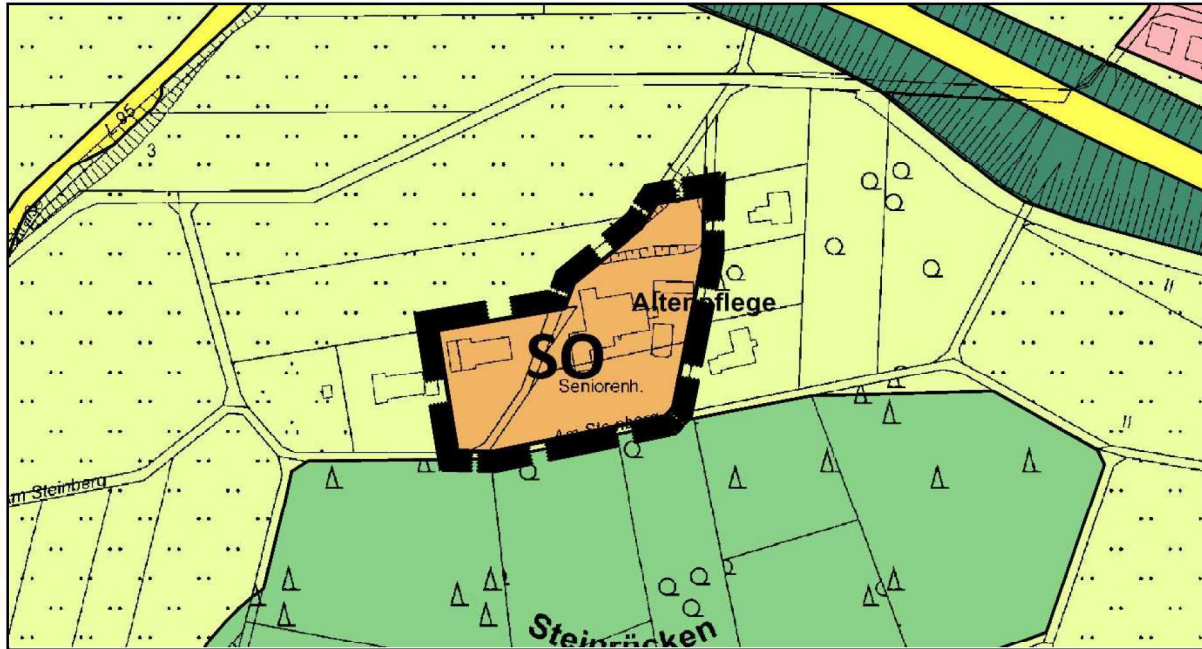 L 95
3
Altenpflege
SO
Seniorenh.
Am Steinberg
Am Steinberg
Steinrücken